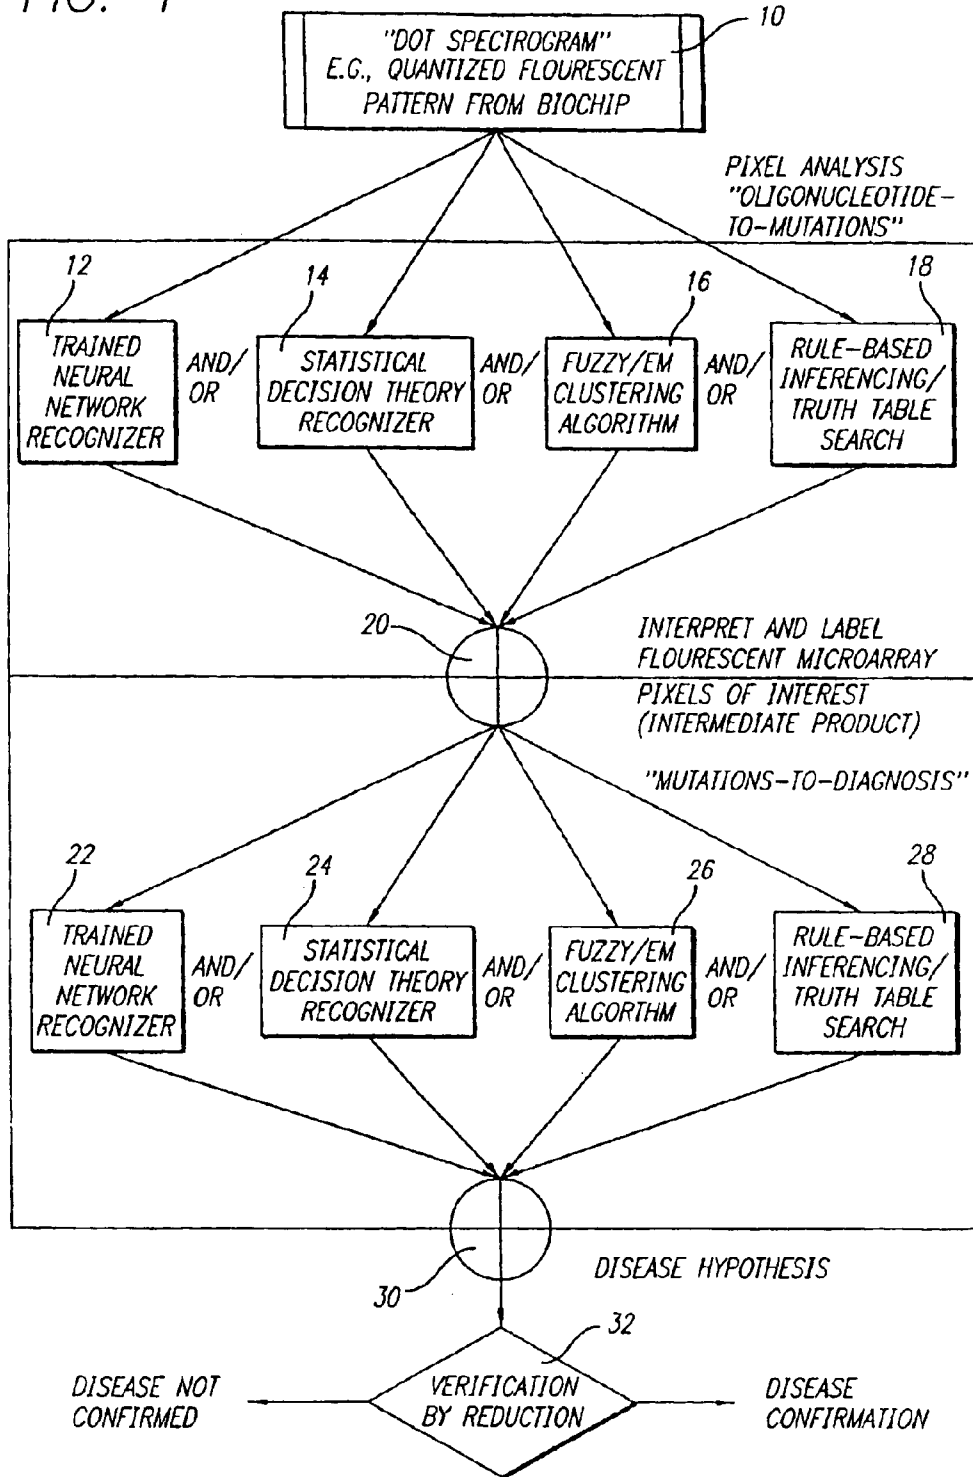 FIG. 1
10
"DOT SPECTROGRAM"
E.G., QUANTIZED FLOURESCENT
PATTERN FROM BIOCHIP
PIXEL ANALYSIS
"OLIGONUCLEOTIDE-
TO-MUTATIONS"
12
14
16
18
TRAINED
NEURAL
NETWORK
RECOGNIZER
AND/
OR
STATISTICAL
DECISION THEORY
RECOGNIZER
AND/
OR
FUZZY/EM
CLUSTERING
ALGORITHM
AND/
OR
RULE-BASED
INFERENCING/
TRUTH TABLE
SEARCH
20
INTERPRET AND LABEL
FLOURESCENT MICROARRAY
PIXELS OF INTEREST
(INTERMEDIATE PRODUCT)
"MUTATIONS-TO-DIAGNOSIS"
22
24
26
28
TRAINED
NEURAL
NETWORK
RECOGNIZER
AND/
OR
STATISTICAL
DECISION THEORY
RECOGNIZER
AND/
OR
FUZZY/EM
CLUSTERING
ALGORTHM
AND/
OR
RULE-BASED
INFERENCING/
TRUTH TABLE
SEARCH
30
DISEASE HYPOTHESIS
32
DISEASE NOT
CONFIRMED
VERIFICATION
BY REDUCTION
DISEASE
CONFIRMATION